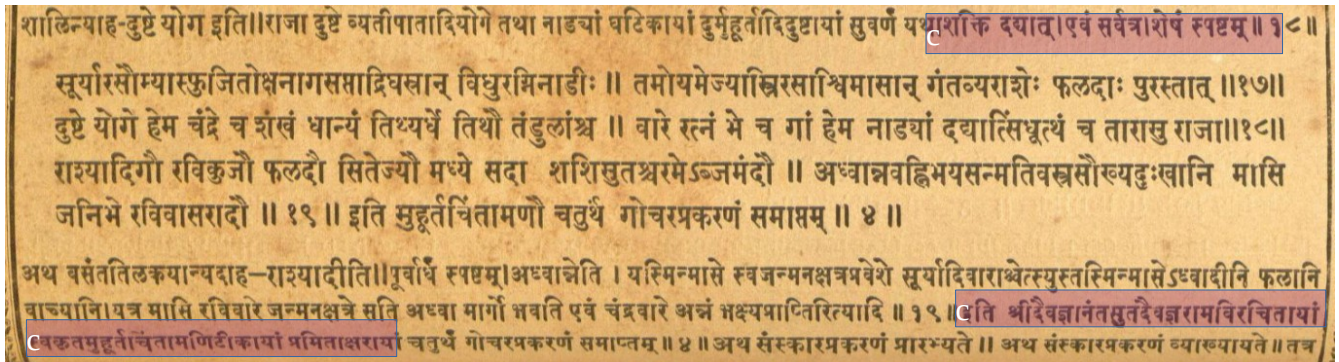 शालिन्याह-दुष्टे योग इति॥राजा दुष्टे व्यतीपातादियोगे तथा नाड्यां घटिकायां दुर्मुहूर्तादिदुष्टायां सुवर्णं यथाशक्ति दद्यात्।एवं सर्वत्र।शेषं स्पष्टम्॥ १८॥
सूर्यारसौम्यास्फुजितोक्षनागसप्ताद्रिघस्रान् विधुरग्निनाडीः॥ तमोयमेज्यास्त्रिरसाश्विमासान् गंतव्यराशेः फलदाः पुरस्तात् ॥१७॥
दुष्टे योगे हेम चंद्रे च शंखं धान्यं तिथ्यर्धे तिथौ तंडुलांश्च ॥ वारे रत्नं भे च गां हेम नाड्यां दद्यात्सिंधूत्थं च तारासु राजा॥१८॥
राश्यादिगौ रविकुजौ फलदौ सितेज्यौ मध्ये सदा शशिसुतश्चरमेऽब्जमंदौ ॥ अध्वान्नवह्निभयसन्मतिवस्त्रसौख्यदुःखानि मासि
जनिभे रविवासरादौ ॥ १९ ॥ इति मुहूर्तचिंतामणौ चतुर्थं गोचरप्रकरणं समाप्तम् ॥ ४ ॥
अथ वसंततिलकयान्यदाह—राश्यादीति॥पूर्वार्धं स्पष्टम्।अध्वान्नेति । यस्मिन्मासे स्वजन्मनक्षत्रप्रवेशे सूर्यादिवाराश्चेत्स्युस्तस्मिन्मासेऽध्वादीनि फलानि
वाच्यानि।यत्र मासि रविवारे जन्मनक्षत्रे सति अध्वा मार्गो भवति एवं चंद्रवारे अन्नं भक्ष्यप्राप्तिरित्यादि ॥ १९।इति श्रीदैवज्ञानंतसुतदैवज्ञरामविरचितायां
स्वकृतमुहूर्तचिंतामणिटीकायां प्रमिताक्षरायां चतुर्थं गोचरप्रकरणं समाप्तम्॥ ४॥ अथ संस्कारप्रकरणं प्रारभ्यते॥ अथ संस्कारप्रकरणं व्याख्यायते॥ तत्र